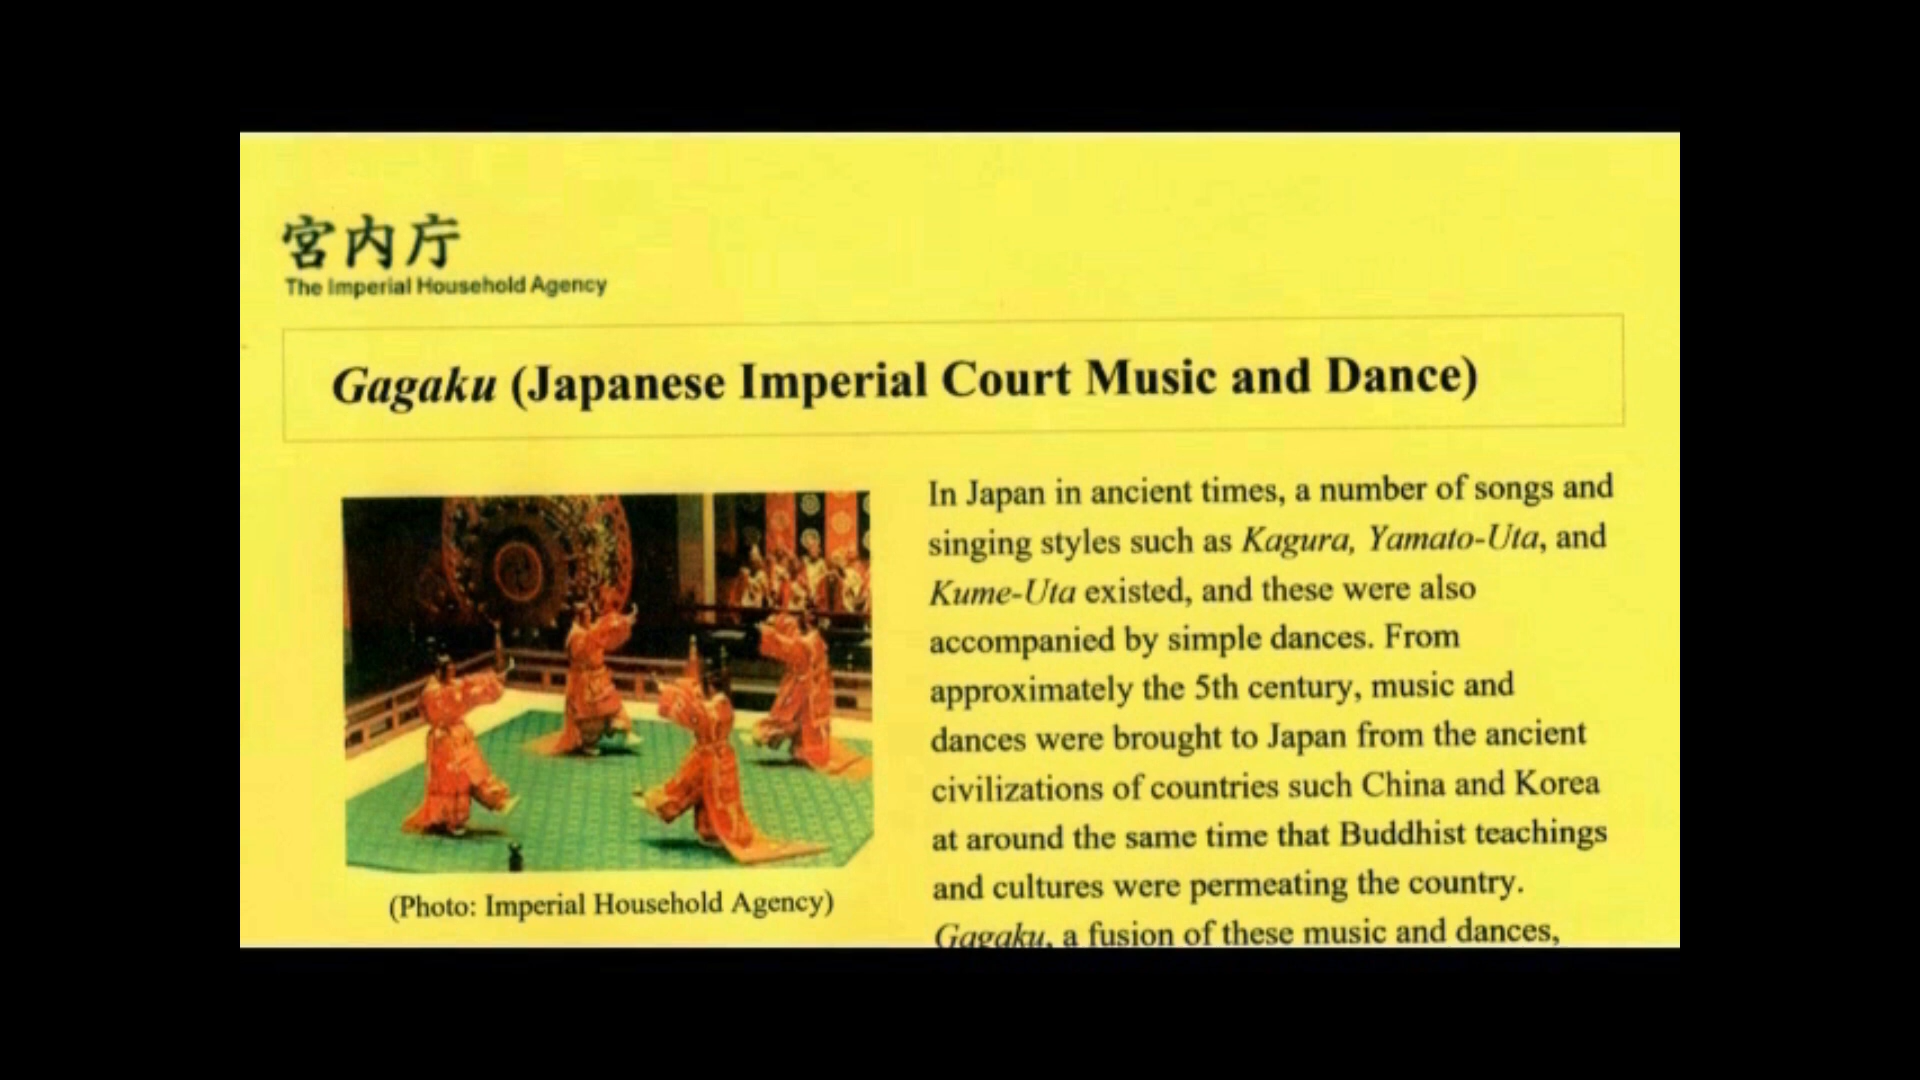 宮内庁
The Imperial Household Agency
Gagaku (Japanese Imperial Court Music and Dance)
In Japan in ancient times, a number of songs and
singing styles such as Kagura, Yamato-Uta, and
Kume-Uta existed, and these were also
accompanied by simple dances. From
approximately the 5th century, music and
dances were brought to Japan from the ancient
civilizations of countries such China and Korea
at around the same time that Buddhist teachings
and cultures were permeating the country.
Gagaku, a fusion of these music and dances,
(Photo: Imperial Household Agency)